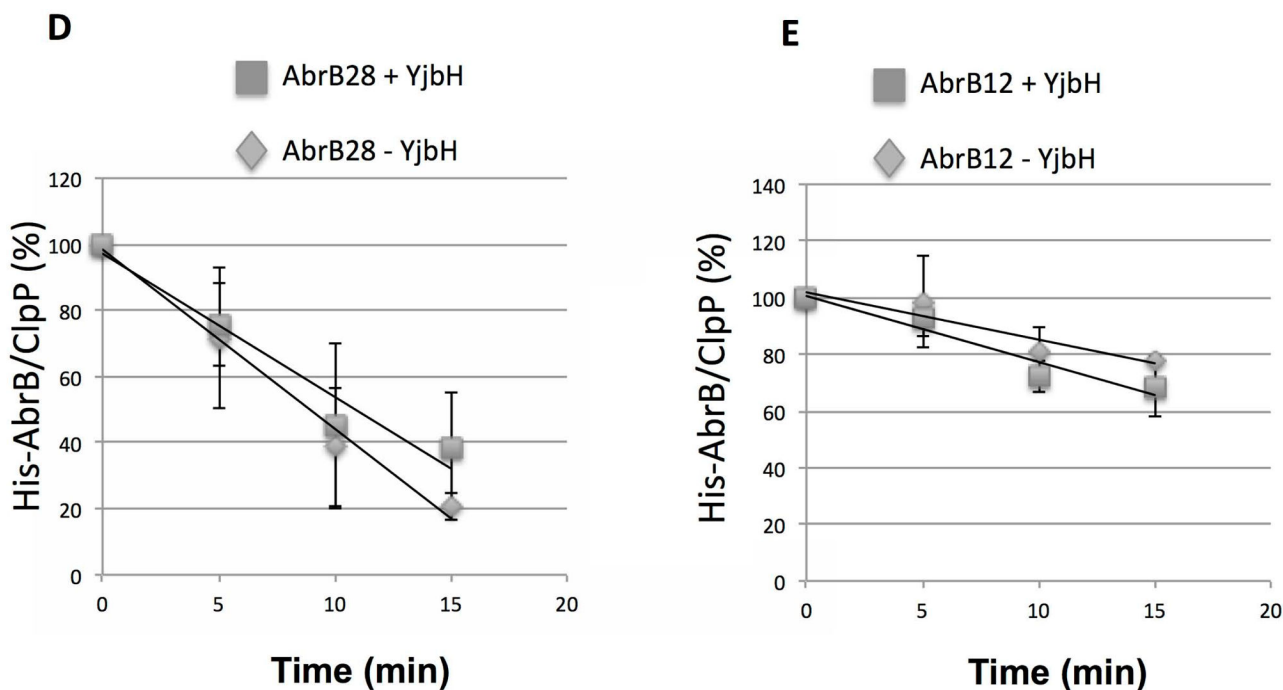 D
AbrB28 + YjbH
AbrB28 - YjbH
120
100
80
60
40
20
0
His-AbrB/ClpP (%)
0 5 10 15 20
Time (min)
E
AbrB12 + YjbH
AbrB12 - YjbH
140
120
100
80
60
40
20
0
His-AbrB/ClpP (%)
0 5 10 15 20
Time (min)